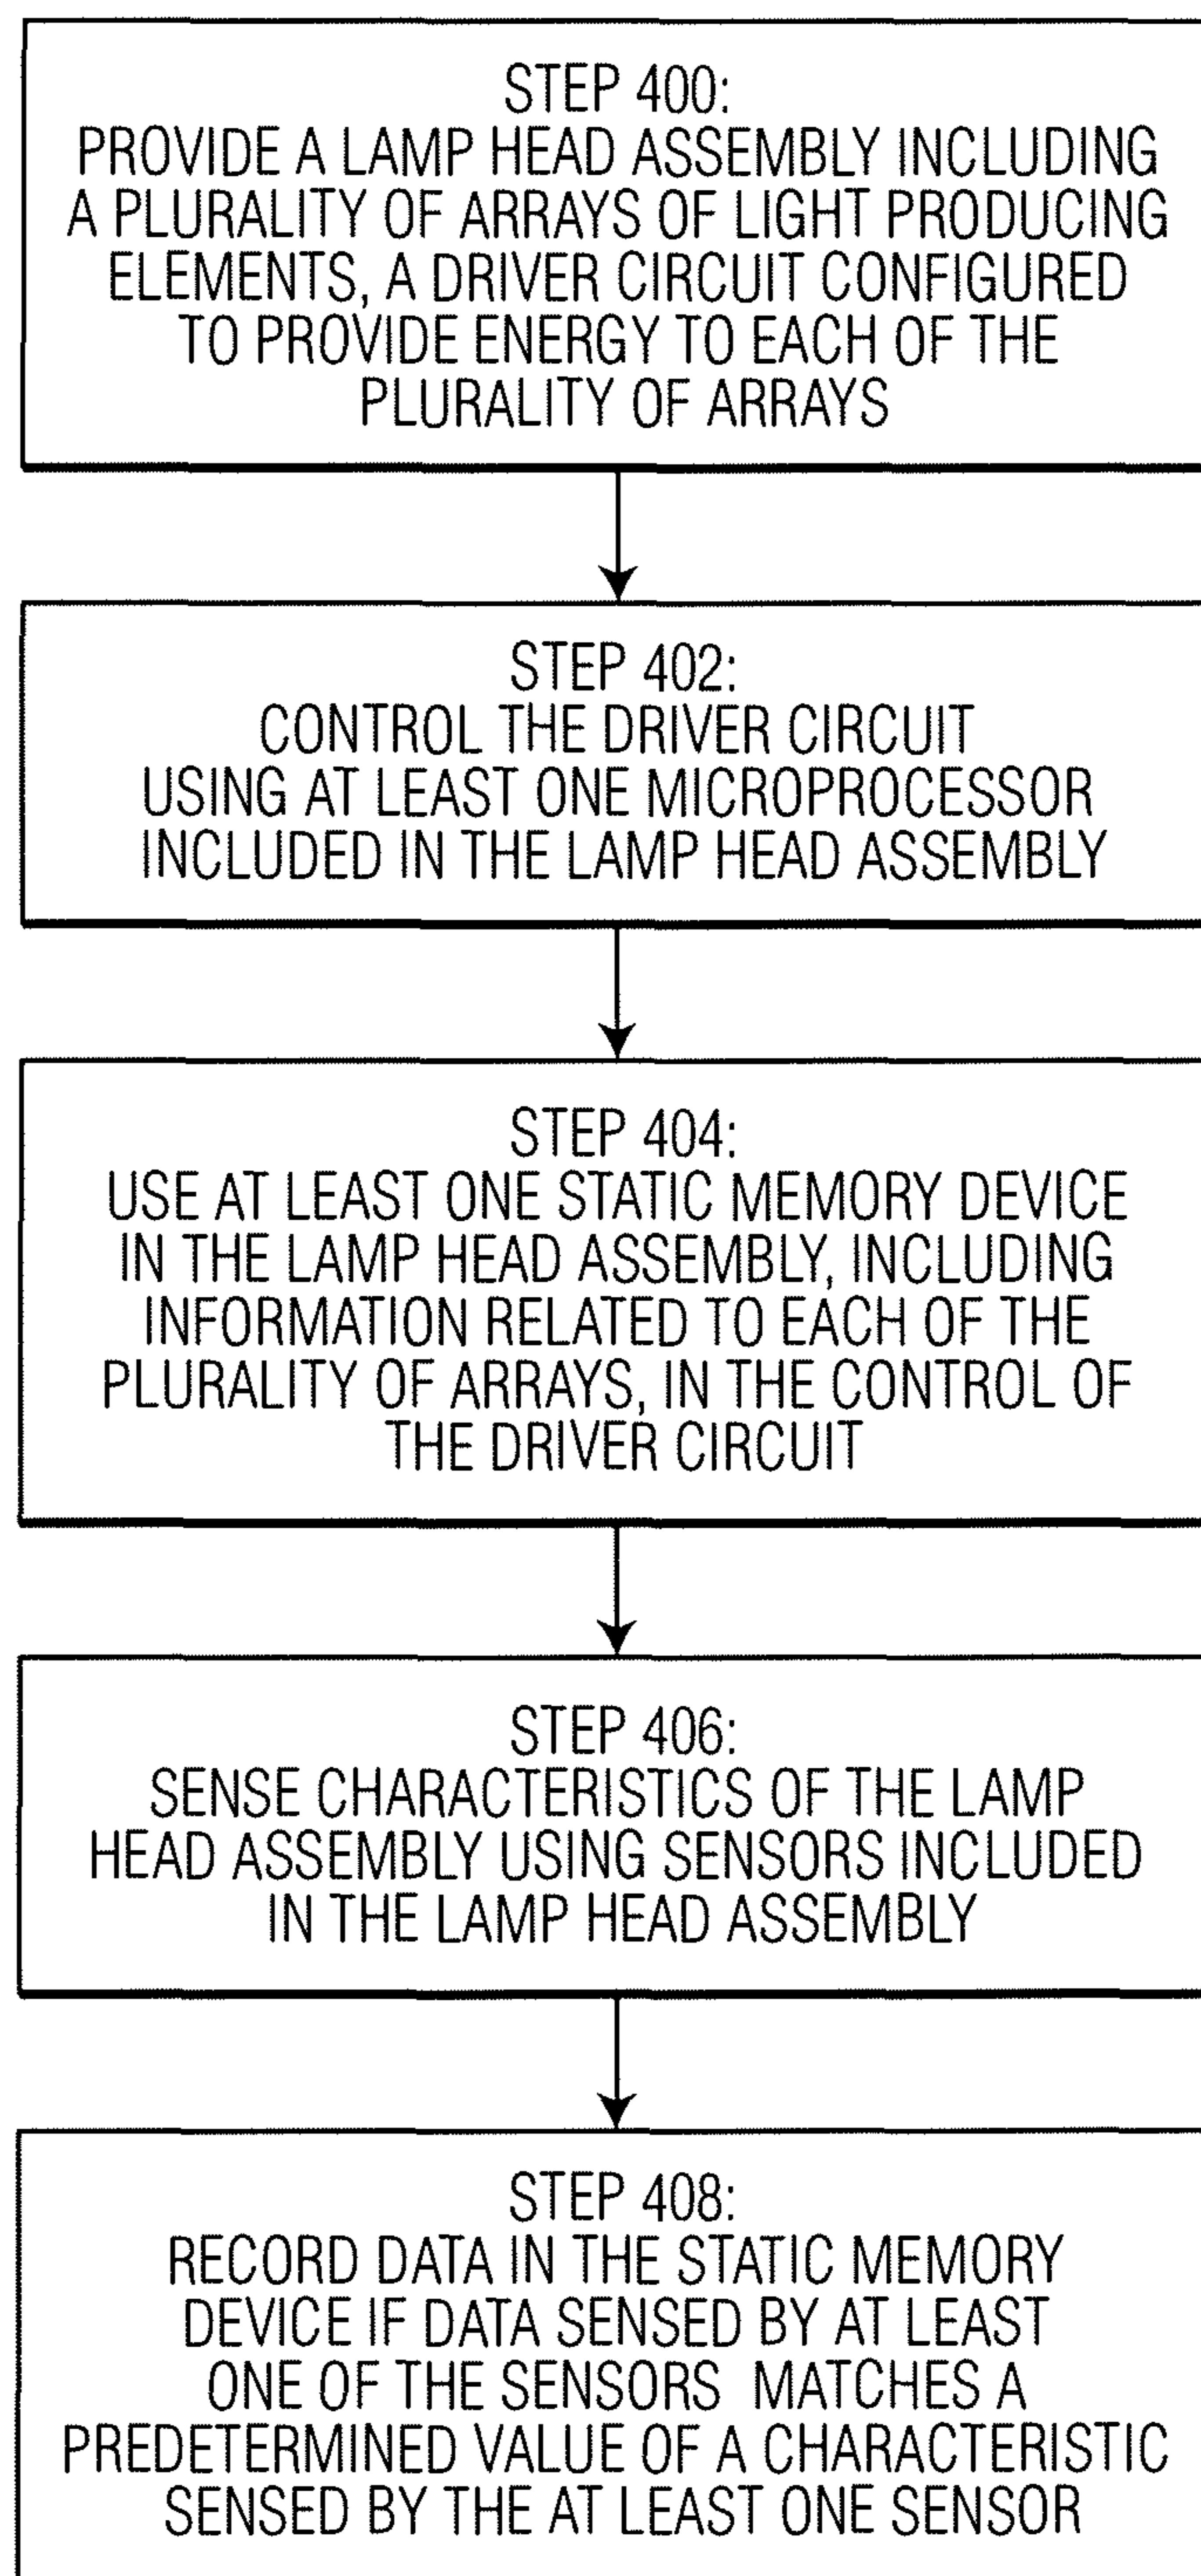 STEP 400:
PROVIDE A LAMP HEAD ASSEMBLY INCLUDING
A PLURALITY OF ARRAYS OF LIGHT PRODUCING
ELEMENTS, A DRIVER CIRCUIT CONFIGURED
TO PROVIDE ENERGY TO EACH OF THE
PLURALITY OF ARRAYS
STEP 402:
CONTROL THE DRIVER CIRCUIT
USING AT LEAST ONE MICROPROCESSOR
INCLUDED IN THE LAMP HEAD ASSEMBLY
STEP 404:
USE AT LEAST ONE STATIC MEMORY DEVICE
IN THE LAMP HEAD ASSEMBLY, INCLUDING
INFORMATION RELATED TO EACH OF THE
PLURALITY OF ARRAYS, IN THE CONTROL OF
THE DRIVER CIRCUIT
STEP 406:
SENSE CHARACTERISTICS OF THE LAMP
HEAD ASSEMBLY USING SENSORS INCLUDED
IN THE LAMP HEAD ASSEMBLY
STEP 408:
RECORD DATA IN THE STATIC MEMORY
DEVICE IF DATA SENSED BY AT LEAST
ONE OF THE SENSORS MATCHES A
PREDETERMINED VALUE OF A CHARACTERISTIC
SENSED BY THE AT LEAST ONE SENSOR